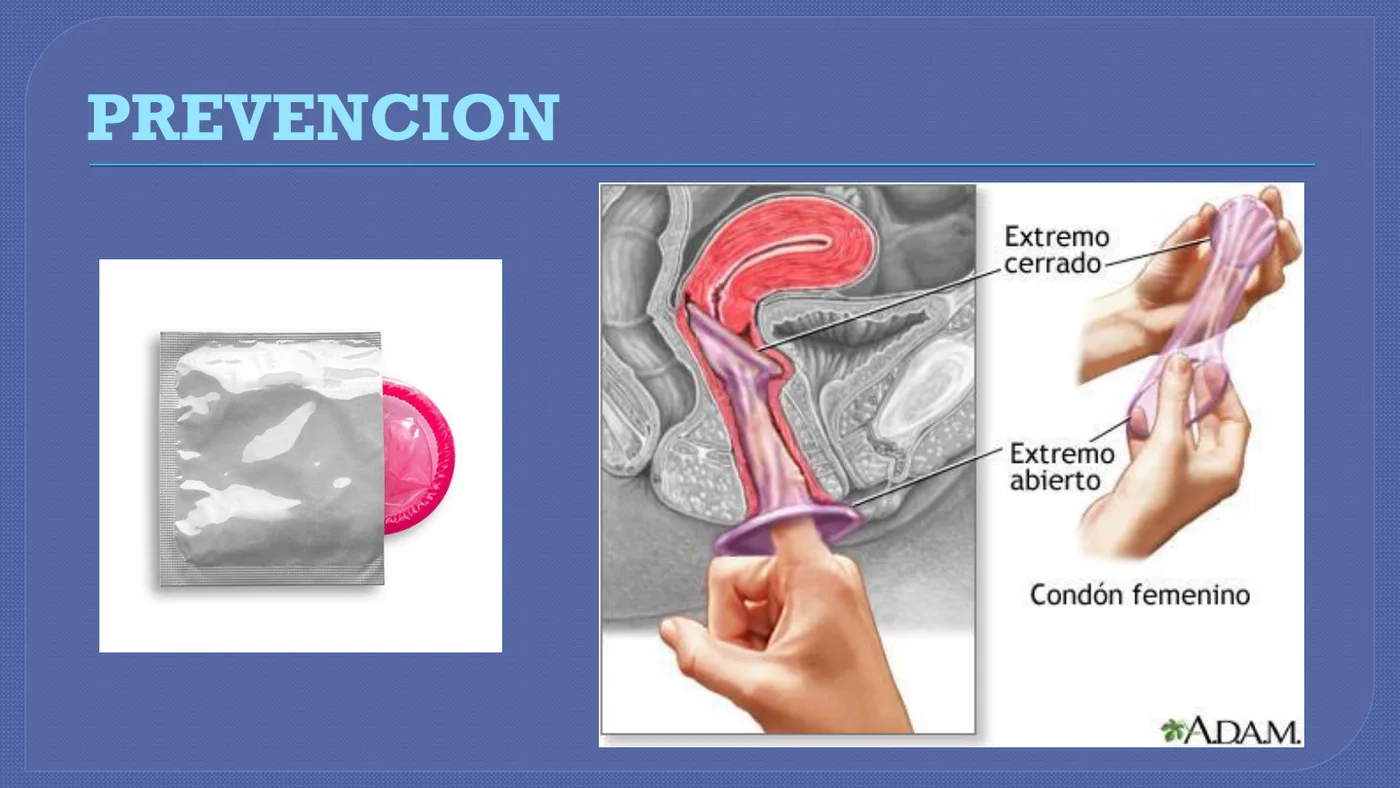 PREVENCION
Extremo
cerrado
Extremo
abierto
Condón femenino
A.D.A.M.